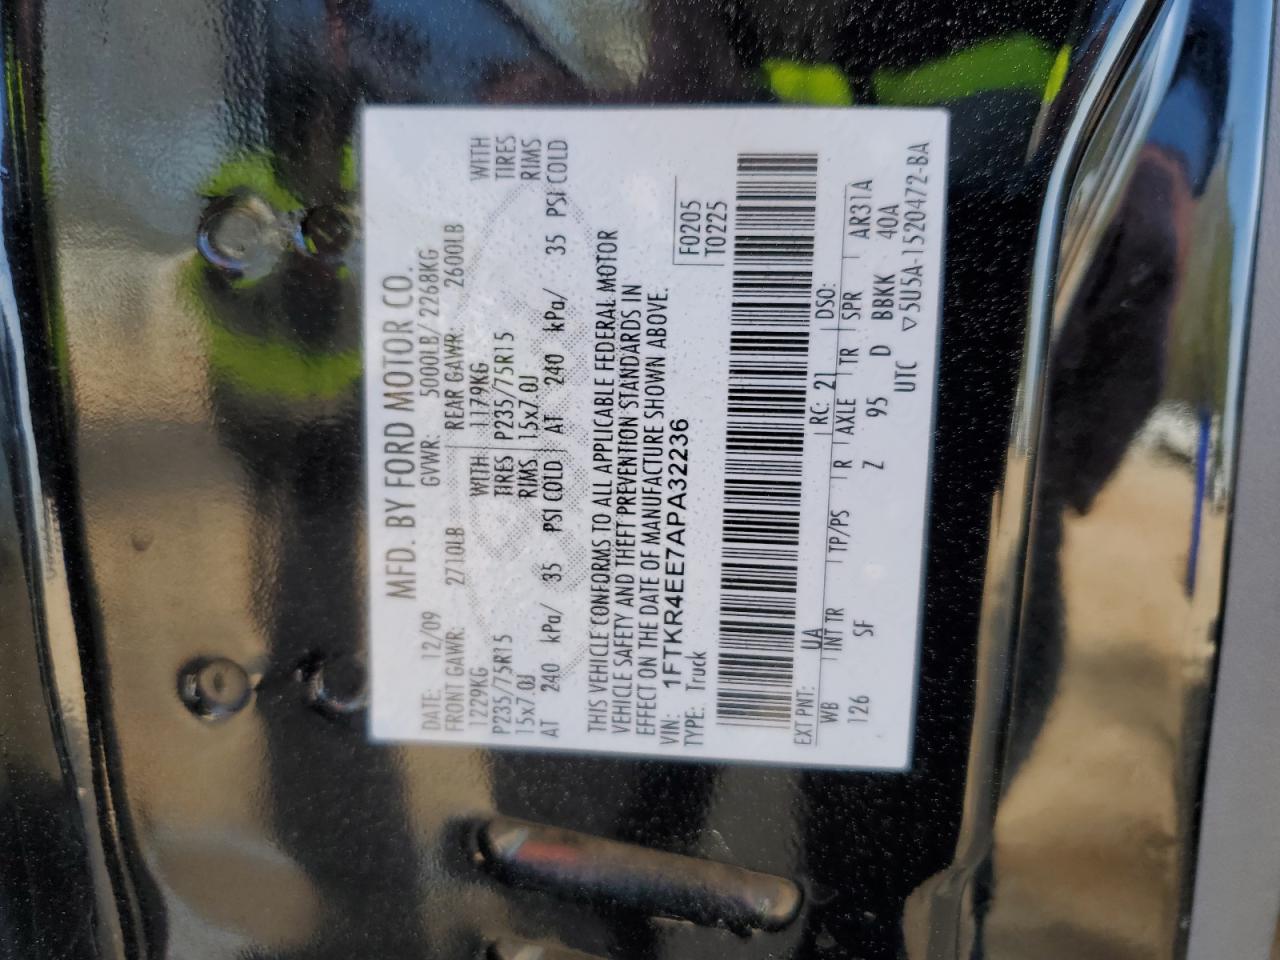 MFD. BY FORD MOTOR CO.
DATE: 12/09 GVWR: 5000LB/ 2268KG
FRONT GAWR: 2710LB REAR GAWR: 2600LB
1229KG WITH 1179KG WITH
P235/75R15 TIRES P235/75R15 TIRES
15x7.0J RIMS 15x7.0J RIMS
AT 240 kPa/ 35 PSI COLD AT 240 kPa/ 35 PSI COLD
THIS VEHICLE CONFORMS TO ALL APPLICABLE FEDERAL MOTOR
VEHICLE SAFETY AND THEFT PREVENTION STANDARDS IN
EFFECT ON THE DATE OF MANUFACTURE SHOWN ABOVE.
VIN: 1FTKR4EE7APA32236 F0205
TYPE: Truck T0225
EXT PNT: UA RC: 21 DSO:
WB INT TR TP/PS R AXLE TR SPR AR31A
126 SF Z 95 D BBKK 40A
UTC ▽5U5A-1520472-BA